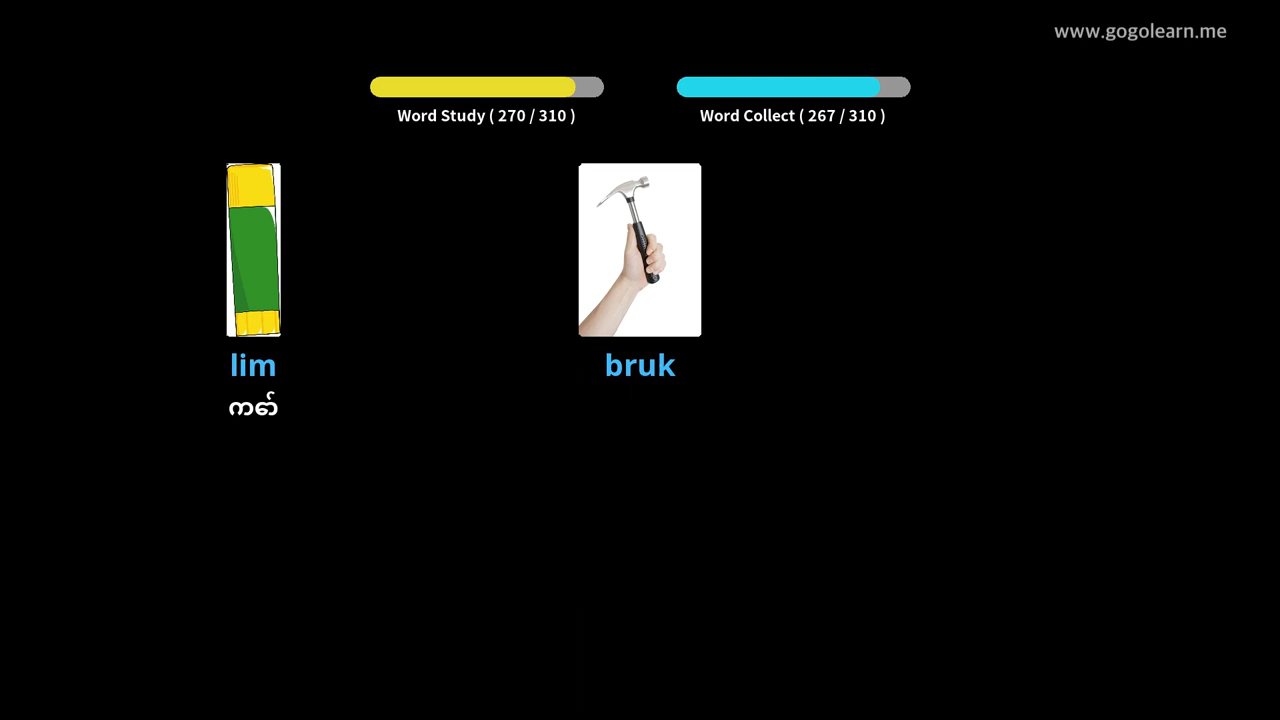 www.gogolearn.me
Word Study ( 270 / 310 )
Word Collect ( 267 / 310 )
lim
bruk
ကော်